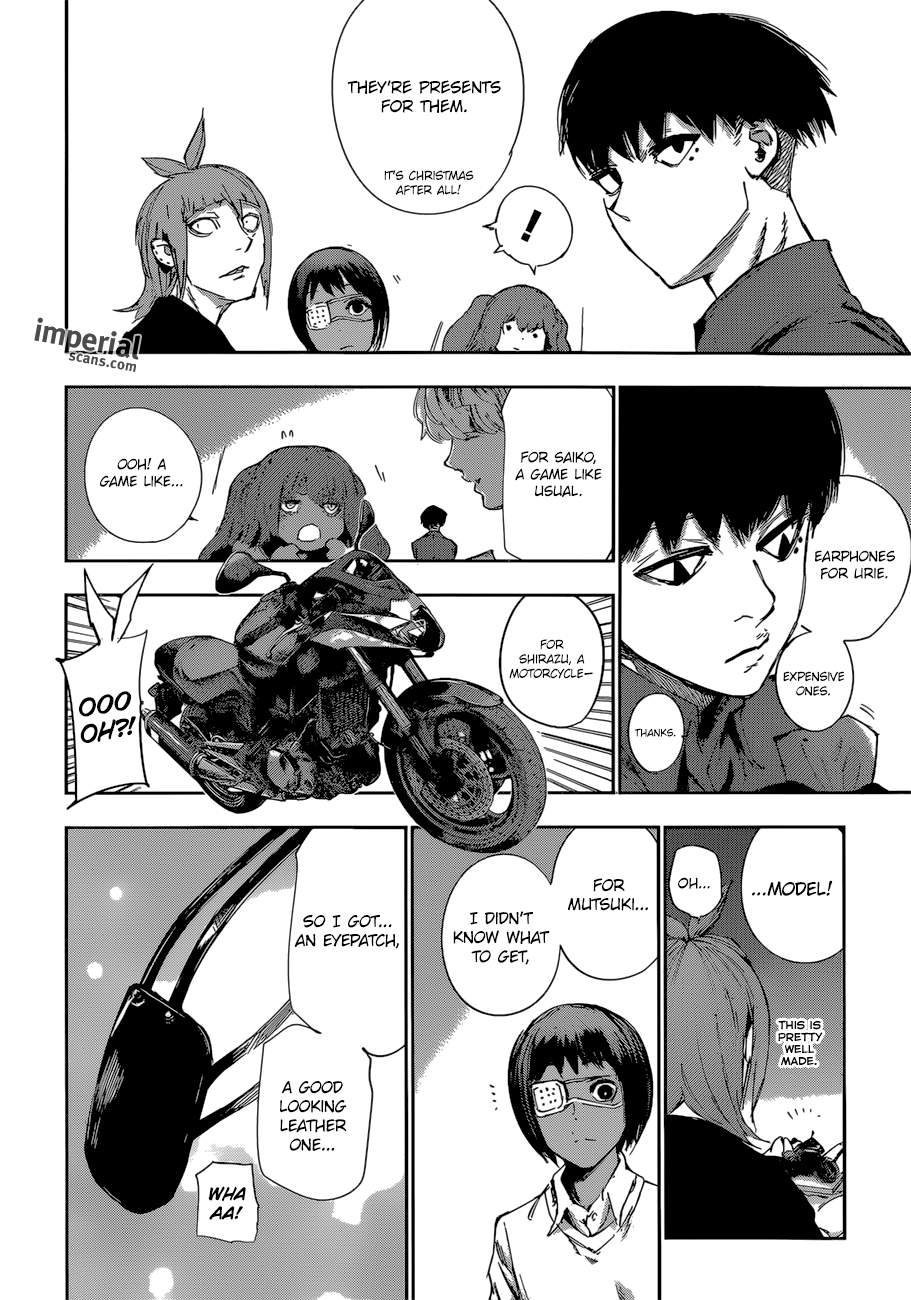 THEY'RE PRESENTS
FOR THEM.
IT'S CHRISTMAS
AFTER ALL!
!
imperial
scans.com
EARPHONES
FOR URIE.
EXPENSIVE
ONES.
THANKS.
FOR SAIKO,
A GAME LIKE
USUAL.
OOH! A
GAME LIKE...
FOR
SHIRAZU, A
MOTORCYCLE–
OOO
OH?!
...MODEL!
OH...
THIS IS
PRETTY
WELL
MADE.
FOR
MUTSUKI...
I DIDN'T
KNOW WHAT
TO GET,
SO I GOT...
AN EYEPATCH,
A GOOD
LOOKING
LEATHER
ONE...
WHA
AA!